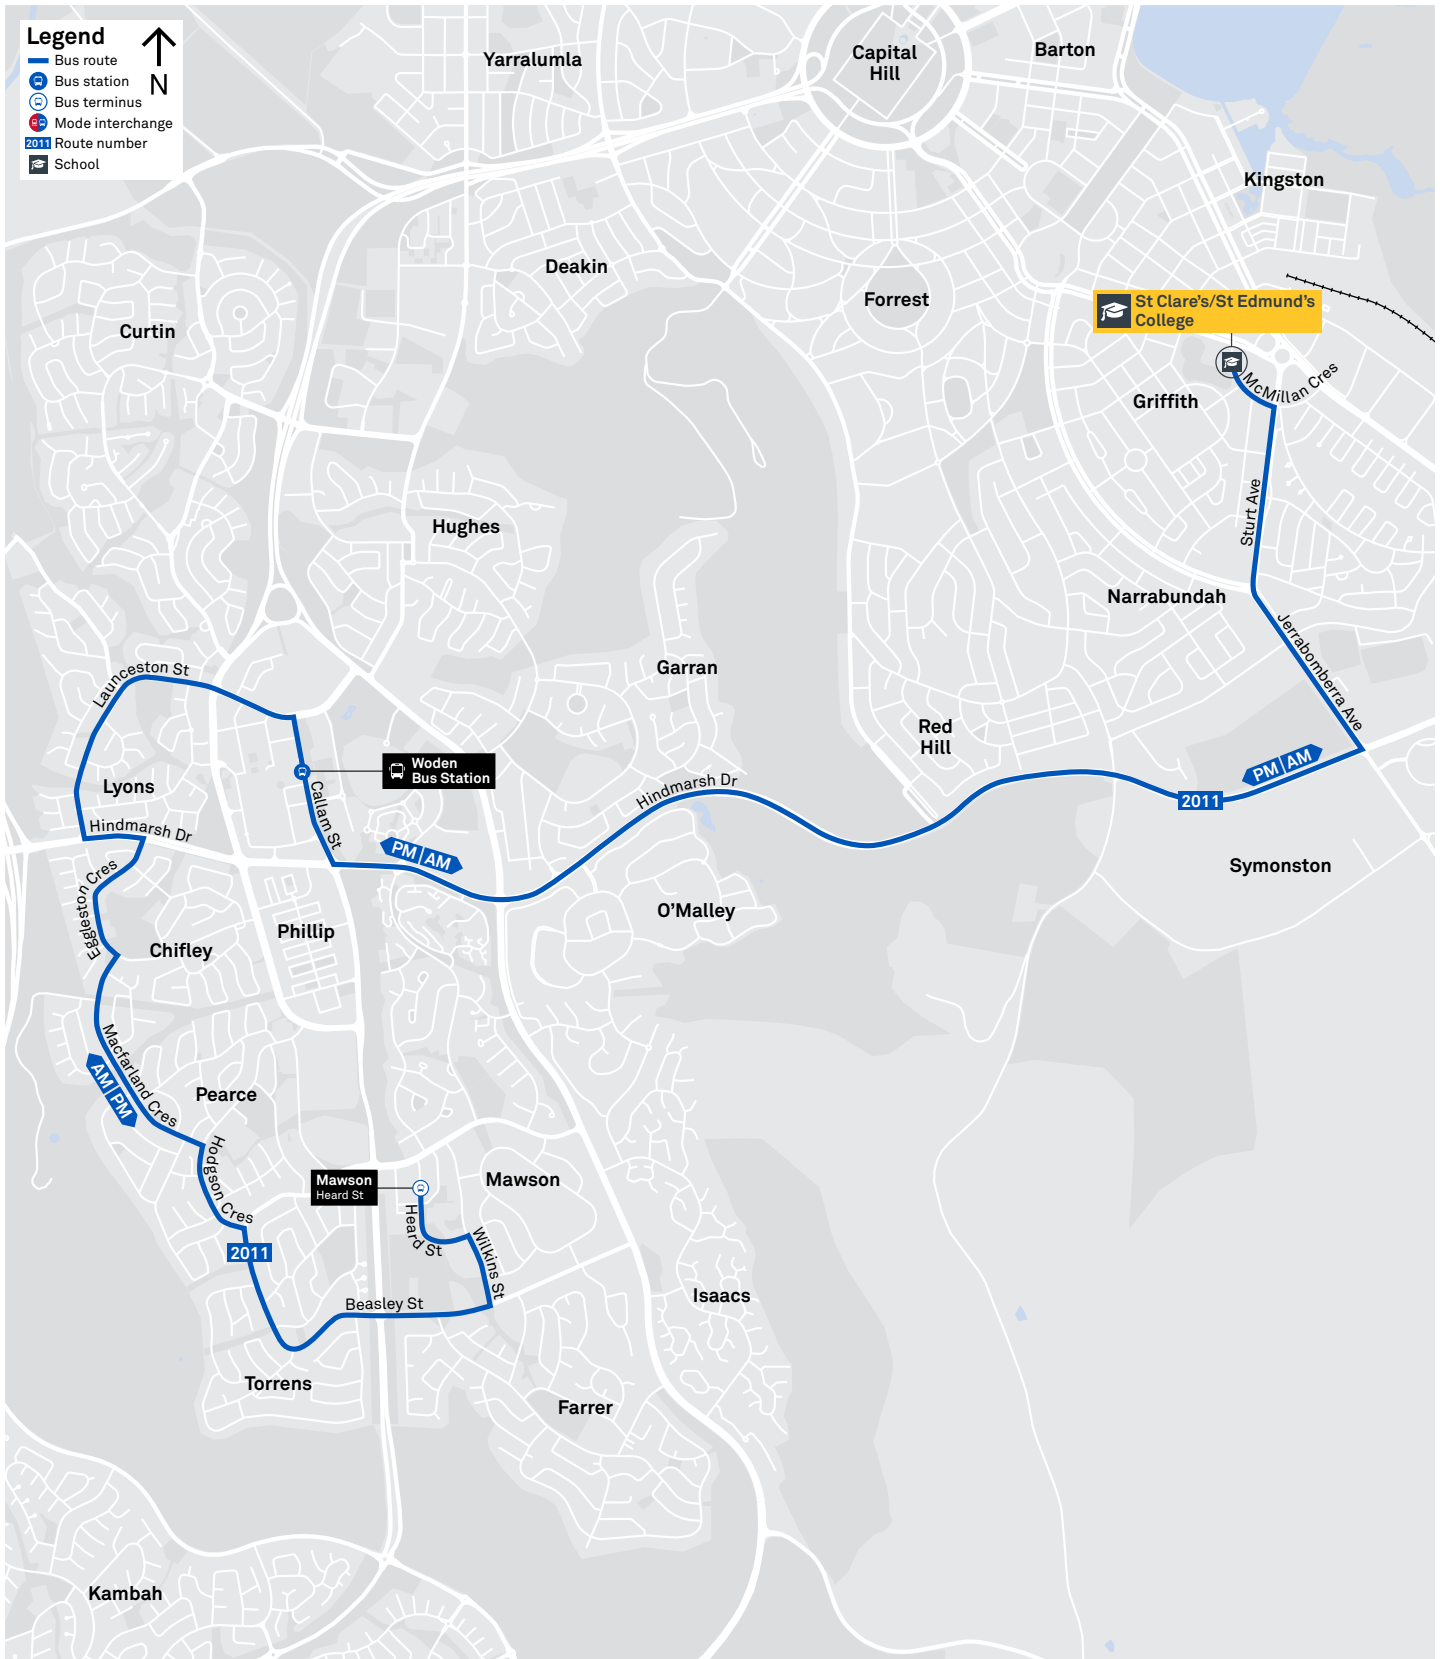 Legend
N
Bus route
Bus station
Bus terminus
Mode interchange
2011 Route number
School
Yarralumla
Capital
Hill
Barton
Kingston
Deakin
Forrest
Curtin
St Clare's/St Edmund's
College
McMillan Cres
Griffith
Sturt Ave
Hughes
Narrabundah
Jerrabomberra Ave
Garran
Launceston St
Red
Hill
Woden
Bus Station
PM AM
Lyons
Callam St
Hindmarsh Dr
2011
Hindmarsh Dr
PM AM
Symonston
Eggleston Cres
O'Malley
Phillip
Chifley
Macfarland Cres
AM PM
Pearce
Hodgson Cres
Mawson
Heard St
Mawson
Heard St
Wilkins St
2011
Beasley St
Isaacs
Torrens
Farrer
Kambah